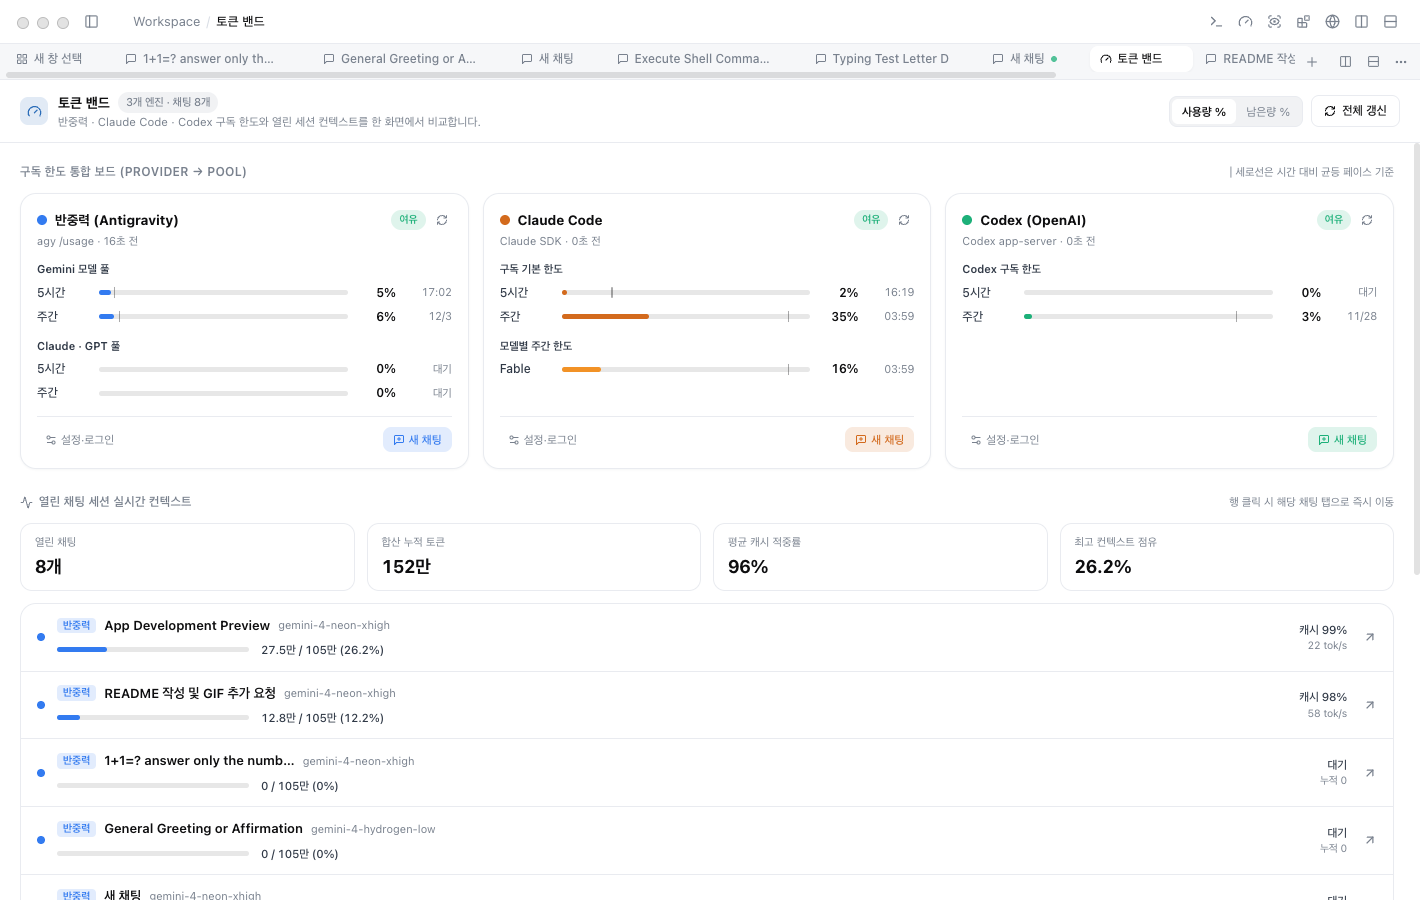 Workspace / 토큰 밴드
새 창 선택
1+1=? answer only th...
General Greeting or A...
새 채팅
Execute Shell Comma...
Typing Test Letter D
새 채팅
토큰 밴드
README 작성
토큰 밴드
3개 엔진 · 채팅 8개
반중력 · Claude Code · Codex 구독 한도와 열린 세션 컨텍스트를 한 화면에서 비교합니다.
사용량 %
남은량 %
전체 갱신
구독 한도 통합 보드 (PROVIDER → POOL)
| 세로선은 시간 대비 균등 페이스 기준
반중력 (Antigravity)
여유
agy /usage · 16초 전
Gemini 모델 풀
5시간 5% 17:02
주간 6% 12/3
Claude · GPT 풀
5시간 0% 대기
주간 0% 대기
설정·로그인
새 채팅
Claude Code
여유
Claude SDK · 0초 전
구독 기본 한도
5시간 2% 16:19
주간 35% 03:59
모델별 주간 한도
Fable 16% 03:59
설정·로그인
새 채팅
Codex (OpenAI)
여유
Codex app-server · 0초 전
Codex 구독 한도
5시간 0% 대기
주간 3% 11/28
설정·로그인
새 채팅
열린 채팅 세션 실시간 컨텍스트
행 클릭 시 해당 채팅 탭으로 즉시 이동
열린 채팅
8개
합산 누적 토큰
152만
평균 캐시 적중률
96%
최고 컨텍스트 점유
26.2%
반중력 App Development Preview gemini-4-neon-xhigh
27.5만 / 105만 (26.2%)
캐시 99%
22 tok/s
반중력 README 작성 및 GIF 추가 요청 gemini-4-neon-xhigh
12.8만 / 105만 (12.2%)
캐시 98%
58 tok/s
반중력 1+1=? answer only the numb... gemini-4-neon-xhigh
0 / 105만 (0%)
대기
누적 0
반중력 General Greeting or Affirmation gemini-4-hydrogen-low
0 / 105만 (0%)
대기
누적 0
반중력 새 채팅 gemini-4-neon-xhigh
대기